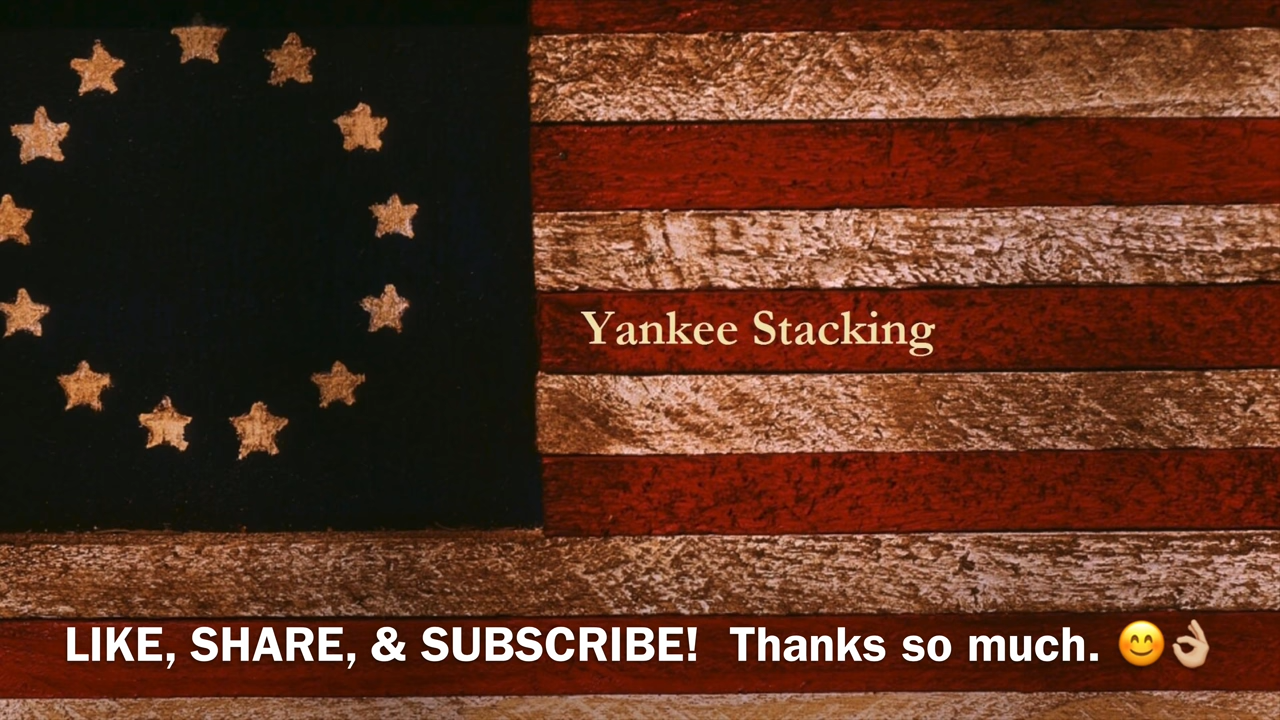 Yankee Stacking
LIKE, SHARE, & SUBSCRIBE!  Thanks so much. 😊👌🏼